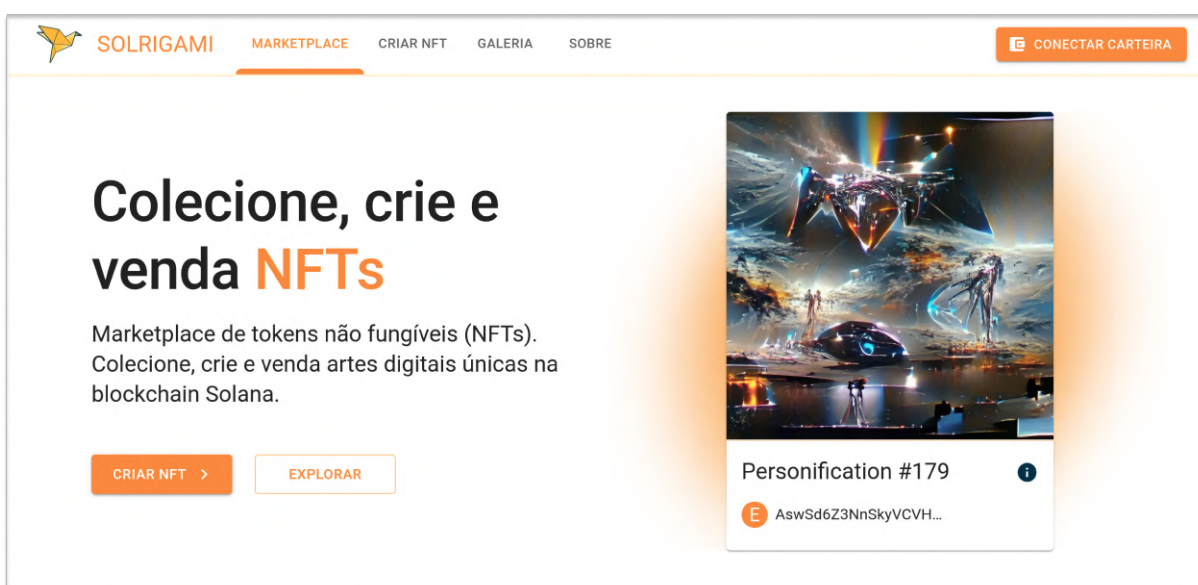 SOLRIGAMI
MARKETPLACE
CRIAR NFT
GALERIA
SOBRE
CONECTAR CARTEIRA
Colecione, crie e
venda NFTs
Marketplace de tokens não fungíveis (NFTs).
Colecione, crie e venda artes digitais únicas na
blockchain Solana.
CRIAR NFT
EXPLORAR
Personification #179
E
AswSd6Z3NnSkyVCVH...